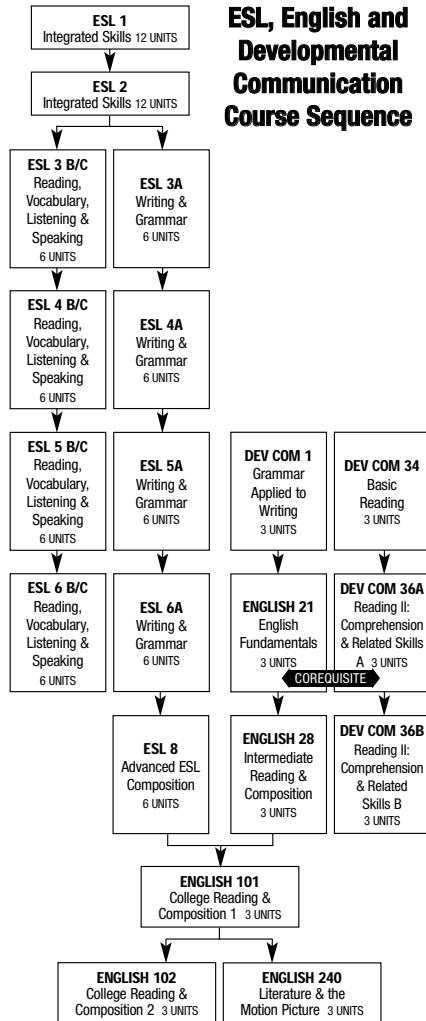 ESL, English and
Developmental
Communication
Course Sequence
ESL 1
Integrated Skills 12 UNITS
ESL 2
Integrated Skills 12 UNITS
ESL 3 B/C
Reading,
Vocabulary,
Listening &
Speaking
6 UNITS
ESL 3A
Writing &
Grammar
6 UNITS
ESL 4 B/C
Reading,
Vocabulary,
Listening &
Speaking
6 UNITS
ESL 4A
Writing &
Grammar
6 UNITS
ESL 5 B/C
Reading,
Vocabulary,
Listening &
Speaking
6 UNITS
ESL 5A
Writing &
Grammar
6 UNITS
DEV COM 1
Grammar
Applied to
Writing
3 UNITS
DEV COM 34
Basic
Reading
3 UNITS
ESL 6 B/C
Reading,
Vocabulary,
Listening &
Speaking
6 UNITS
ESL 6A
Writing &
Grammar
6 UNITS
ENGLISH 21
English
Fundamentals
3 UNITS
DEV COM 36A
Reading II:
Comprehension
& Related Skills
A 3 UNITS
COREQUISITE
ESL 8
Advanced ESL
Composition
6 UNITS
ENGLISH 28
Intermediate
Reading &
Composition
3 UNITS
DEV COM 36B
Reading II:
Comprehension
& Related
Skills B
3 UNITS
ENGLISH 101
College Reading &
Composition 1 3 UNITS
ENGLISH 102
College Reading &
Composition 2 3 UNITS
ENGLISH 240
Literature & the
Motion Picture 3 UNITS